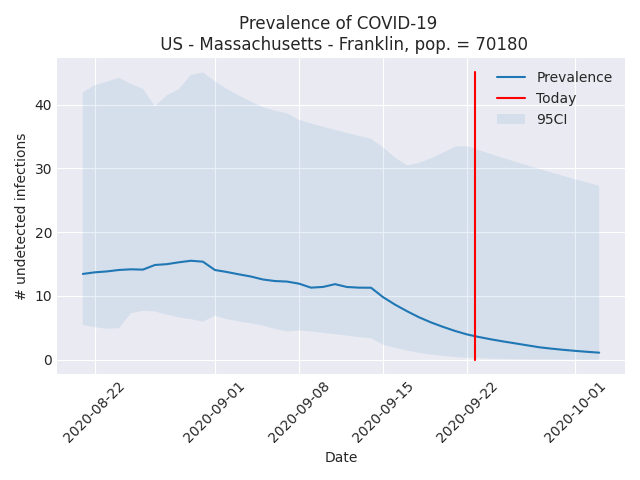 Prevalence of COVID-19
US - Massachusetts - Franklin, pop. = 70180
# undetected infections
40
30
20
10
0
Prevalence
Today
95CI
2020-08-22
2020-09-01
2020-09-08
2020-09-15
2020-09-22
2020-10-01
Date